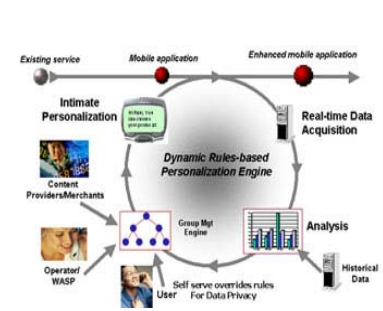 Existing service
Mobile application
Enhanced mobile application
Intimate
Personalization
Real-time Data
Acquisition
Dynamic Rules-based
Personalization Engine
Content
Providers/Merchants
Group Mgt
Engine
Analysis
Operator/
WASP
User
Self serve overrides rules
For Data Privacy
Historical
Data